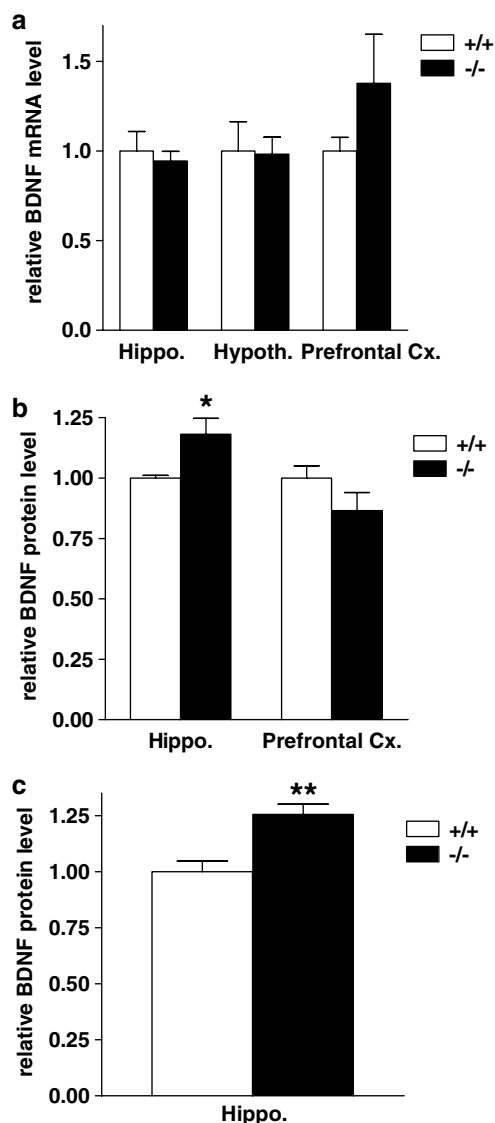 a
+/+
-/-
relative BDNF mRNA level
1.5
1.0
0.5
0.0
Hippo. Hypoth. Prefrontal Cx.
b
*
+/+
-/-
relative BDNF protein level
1.25
1.00
0.75
0.50
0.25
0.00
Hippo. Prefrontal Cx.
c
**
+/+
-/-
relative BDNF protein level
1.25
1.00
0.75
0.50
0.25
0.00
Hippo.